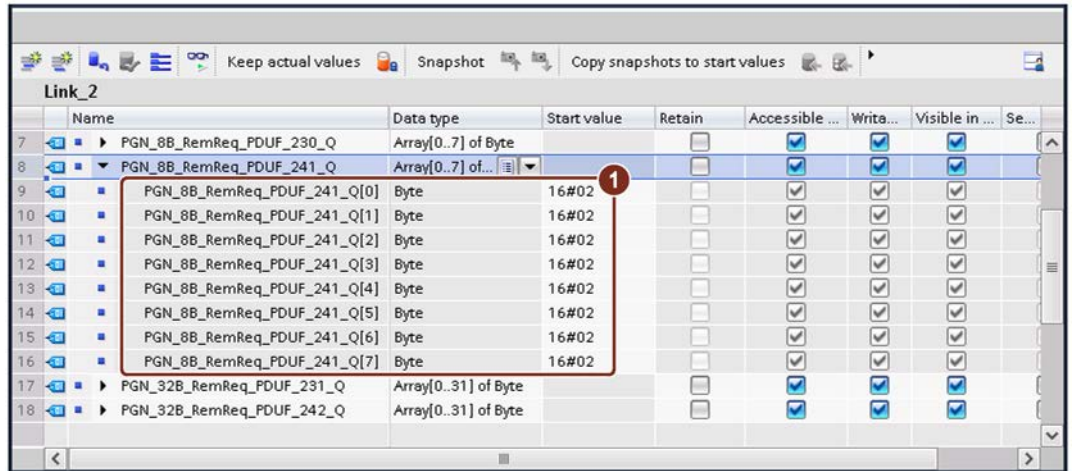 Keep actual values Snapshot Copy snapshots to start values
Link_2
Name Data type Start value Retain Accessible ... Writa... Visible in ... Se...
7 PGN_8B_RemReq_PDUF_230_Q Array[0..7] of Byte
8 PGN_8B_RemReq_PDUF_241_Q Array[0..7] of...
1
9 PGN_8B_RemReq_PDUF_241_Q[0] Byte 16#02
10 PGN_8B_RemReq_PDUF_241_Q[1] Byte 16#02
11 PGN_8B_RemReq_PDUF_241_Q[2] Byte 16#02
12 PGN_8B_RemReq_PDUF_241_Q[3] Byte 16#02
13 PGN_8B_RemReq_PDUF_241_Q[4] Byte 16#02
14 PGN_8B_RemReq_PDUF_241_Q[5] Byte 16#02
15 PGN_8B_RemReq_PDUF_241_Q[6] Byte 16#02
16 PGN_8B_RemReq_PDUF_241_Q[7] Byte 16#02
17 PGN_32B_RemReq_PDUF_231_Q Array[0..31] of Byte
18 PGN_32B_RemReq_PDUF_242_Q Array[0..31] of Byte